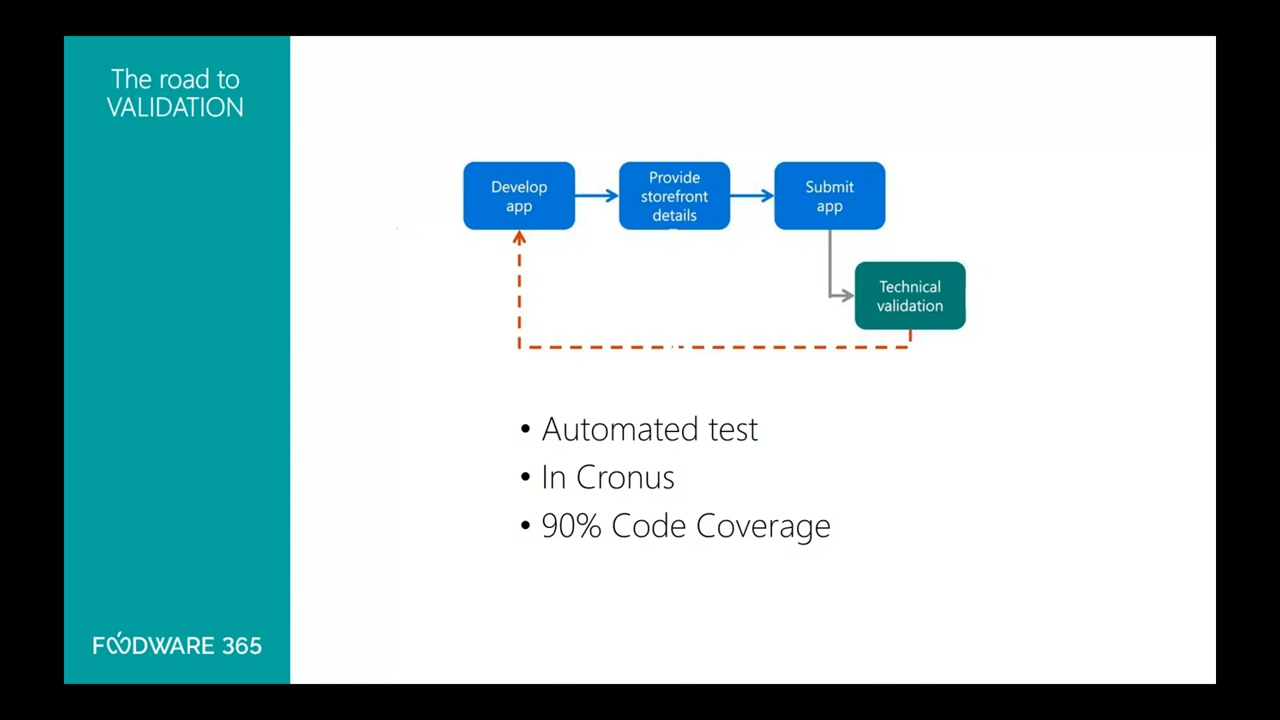 The road to
VALIDATION
Develop
app
Provide
storefront
details
Submit
app
Technical
validation
• Automated test
• In Cronus
• 90% Code Coverage
FOODWARE 365